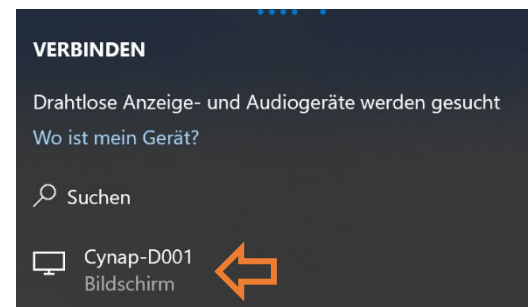 VERBINDEN
Drahtlose Anzeige- und Audiogeräte werden gesucht
Wo ist mein Gerät?
Suchen
Cynap-D001
Bildschirm